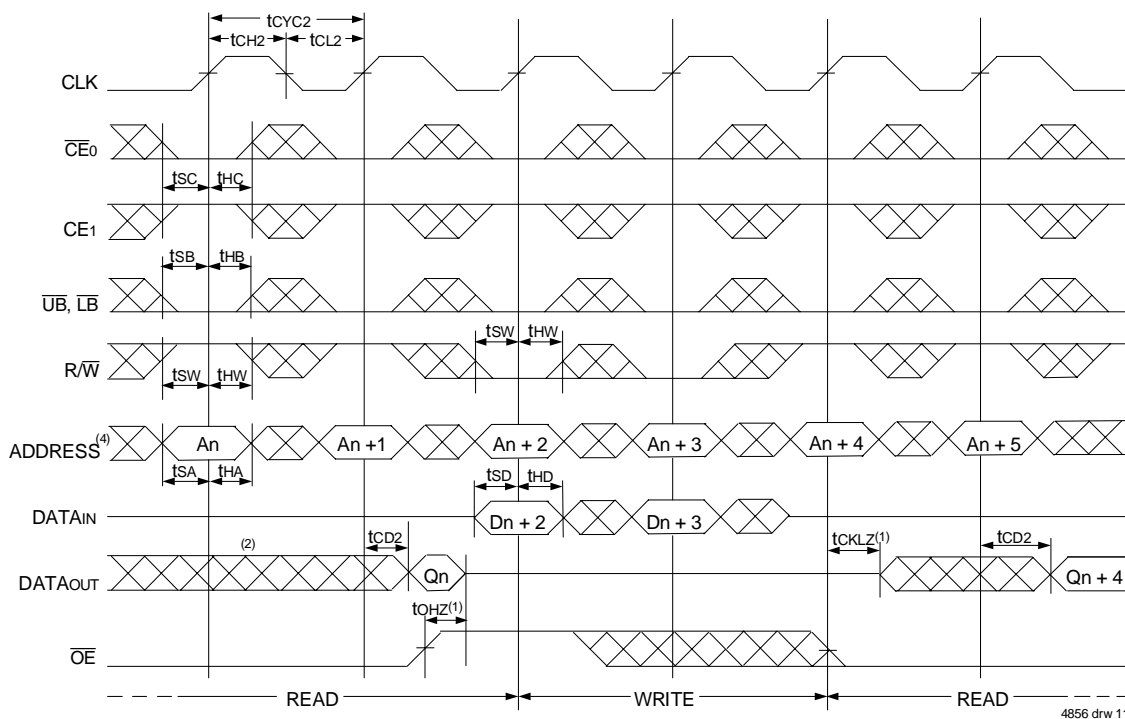 tCYC2
tCH2 tCL2
CLK
CE0
tSC tHC
CE1
tSB tHB
UB, LB
tSW tHW
R/W
tSW tHW
ADDRESS(4) An An +1 An + 2 An + 3 An + 4 An + 5
tSA tHA
tSD tHD
DATAIN Dn + 2 Dn + 3
(2) tCD2 tCKLZ(1) tCD2
DATAOUT Qn Qn + 4
tOHZ(1)
OE
READ WRITE READ
4856 drw 11